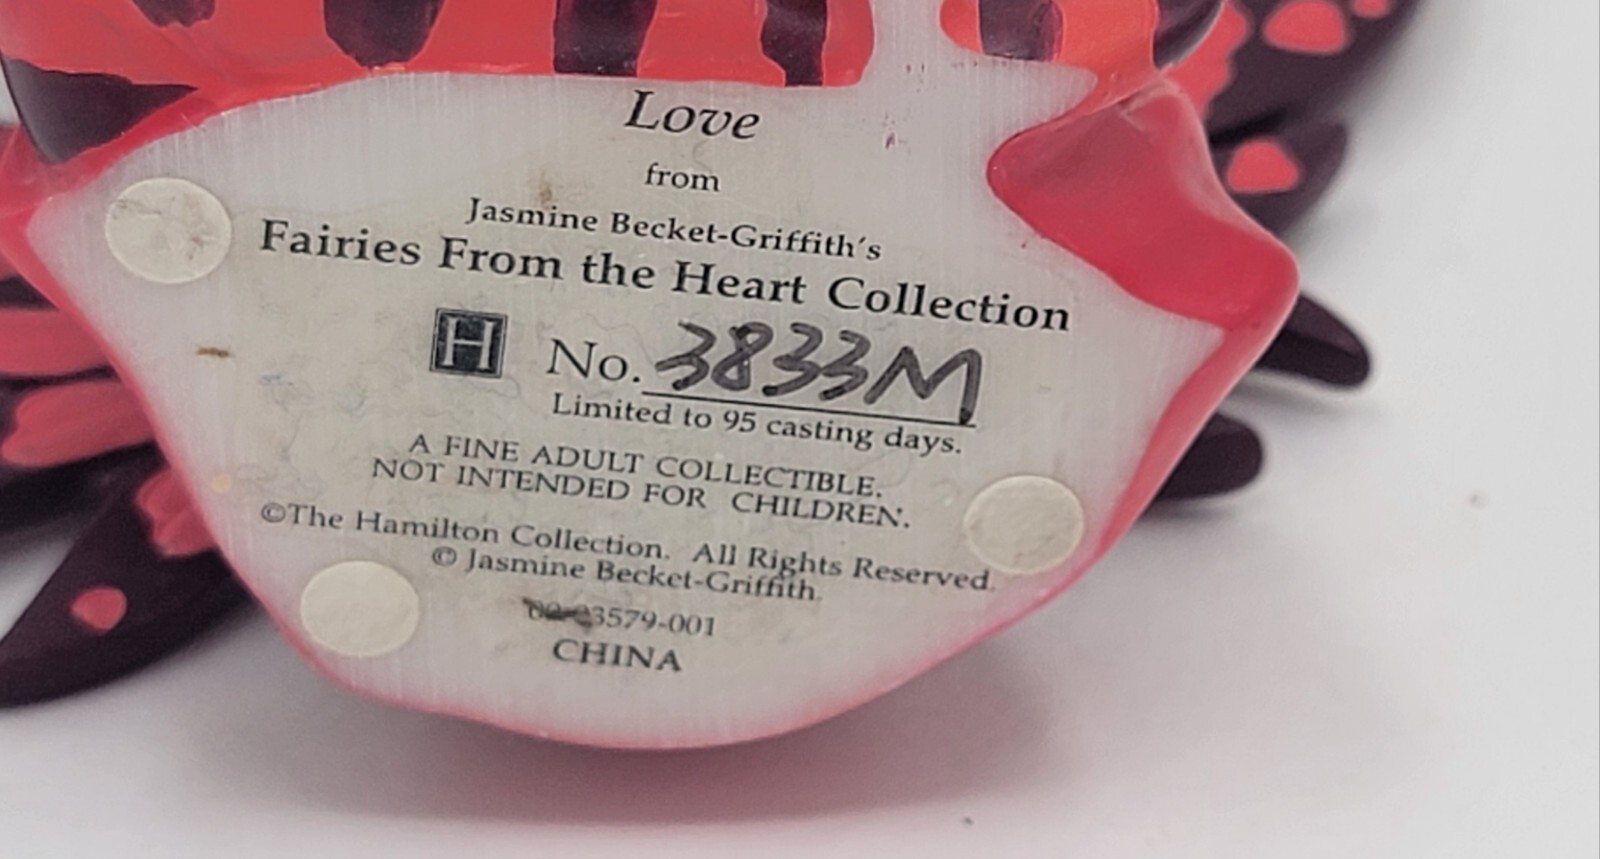 Love
from
Jasmine Becket-Griffith's
Fairies From the Heart Collection
H No. 3833M
Limited to 95 casting days.
A FINE ADULT COLLECTIBLE.
NOT INTENDED FOR CHILDREN.
©The Hamilton Collection. All Rights Reserved.
© Jasmine Becket-Griffith.
3579-001
CHINA